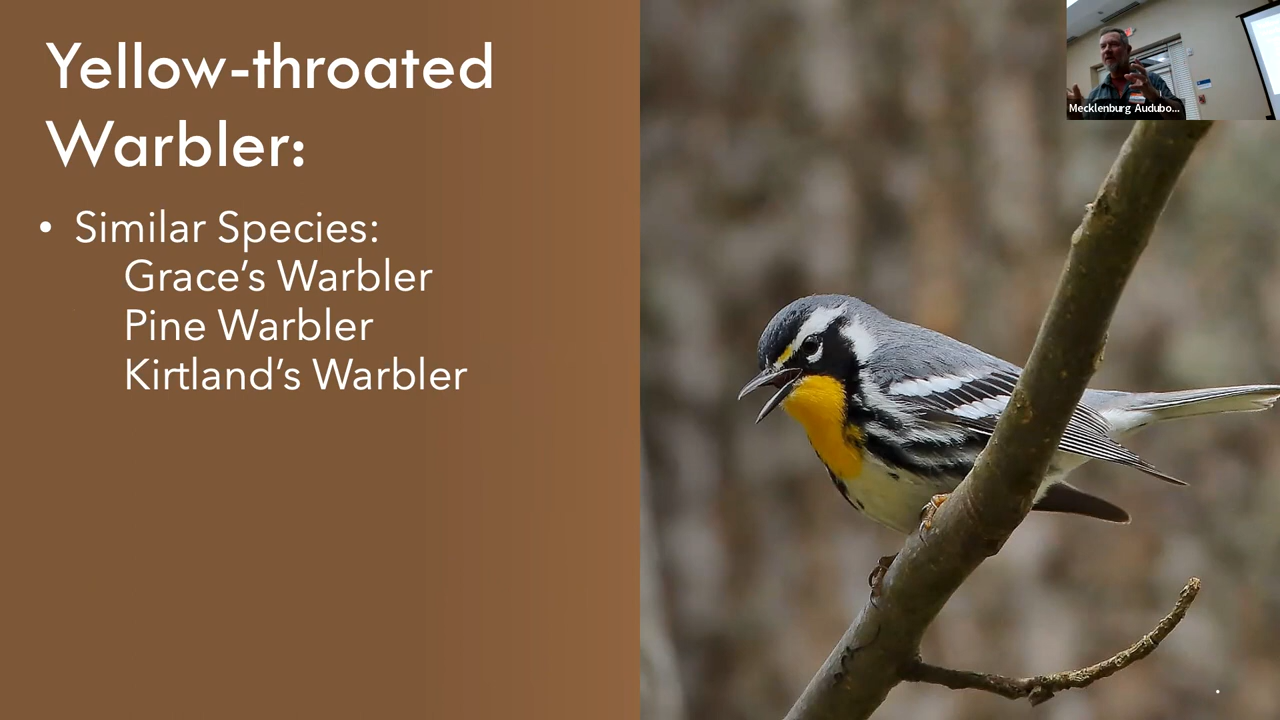 Yellow-throated
Warbler:
• Similar Species:
Grace’s Warbler
Pine Warbler
Kirtland’s Warbler
Mecklenburg Audubo...